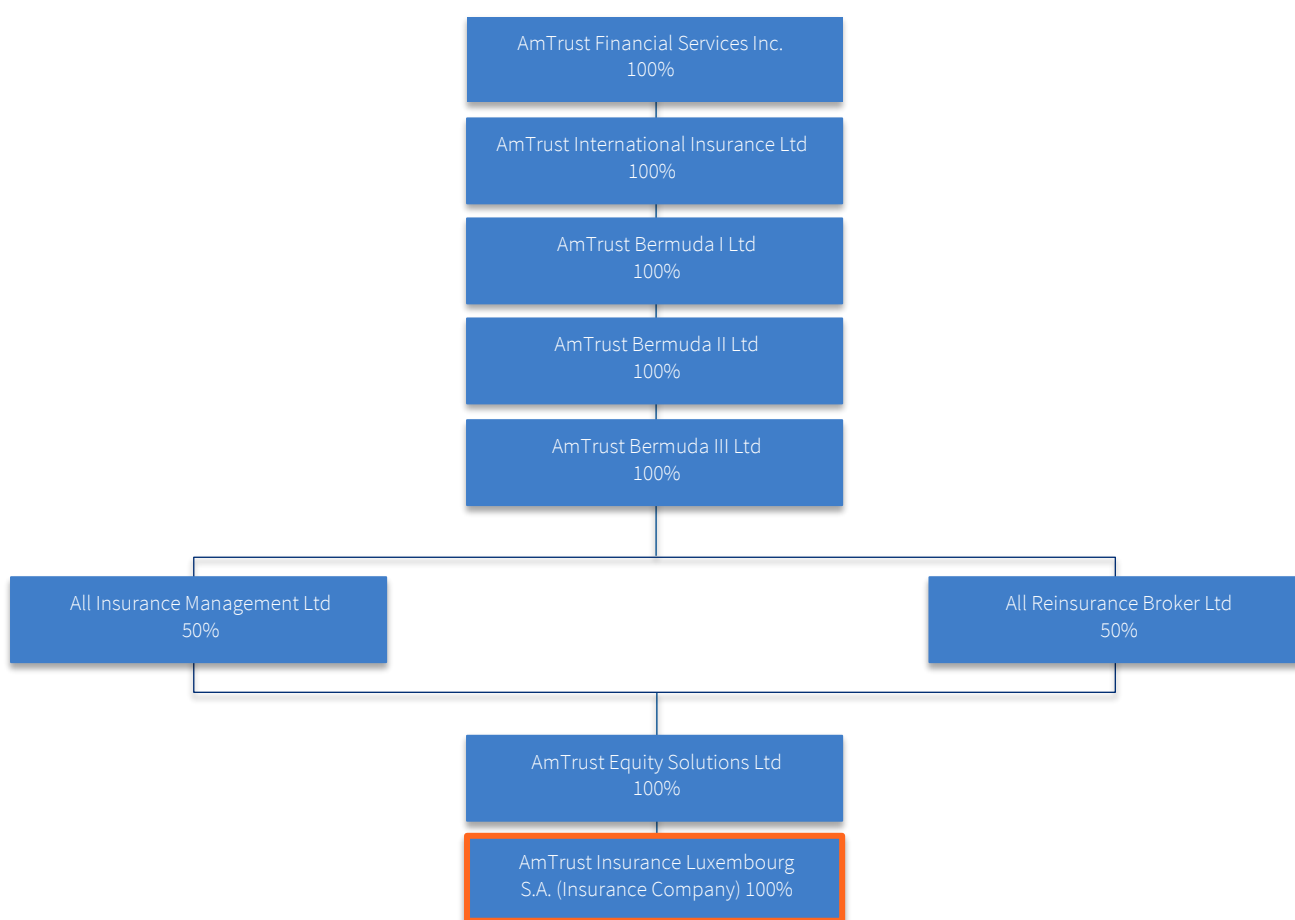 AmTrust Financial Services Inc.
100%
AmTrust International Insurance Ltd
100%
AmTrust Bermuda I Ltd
100%
AmTrust Bermuda II Ltd
100%
AmTrust Bermuda III Ltd
100%
All Insurance Management Ltd
50%
All Reinsurance Broker Ltd
50%
AmTrust Equity Solutions Ltd
100%
AmTrust Insurance Luxembourg
S.A. (Insurance Company) 100%